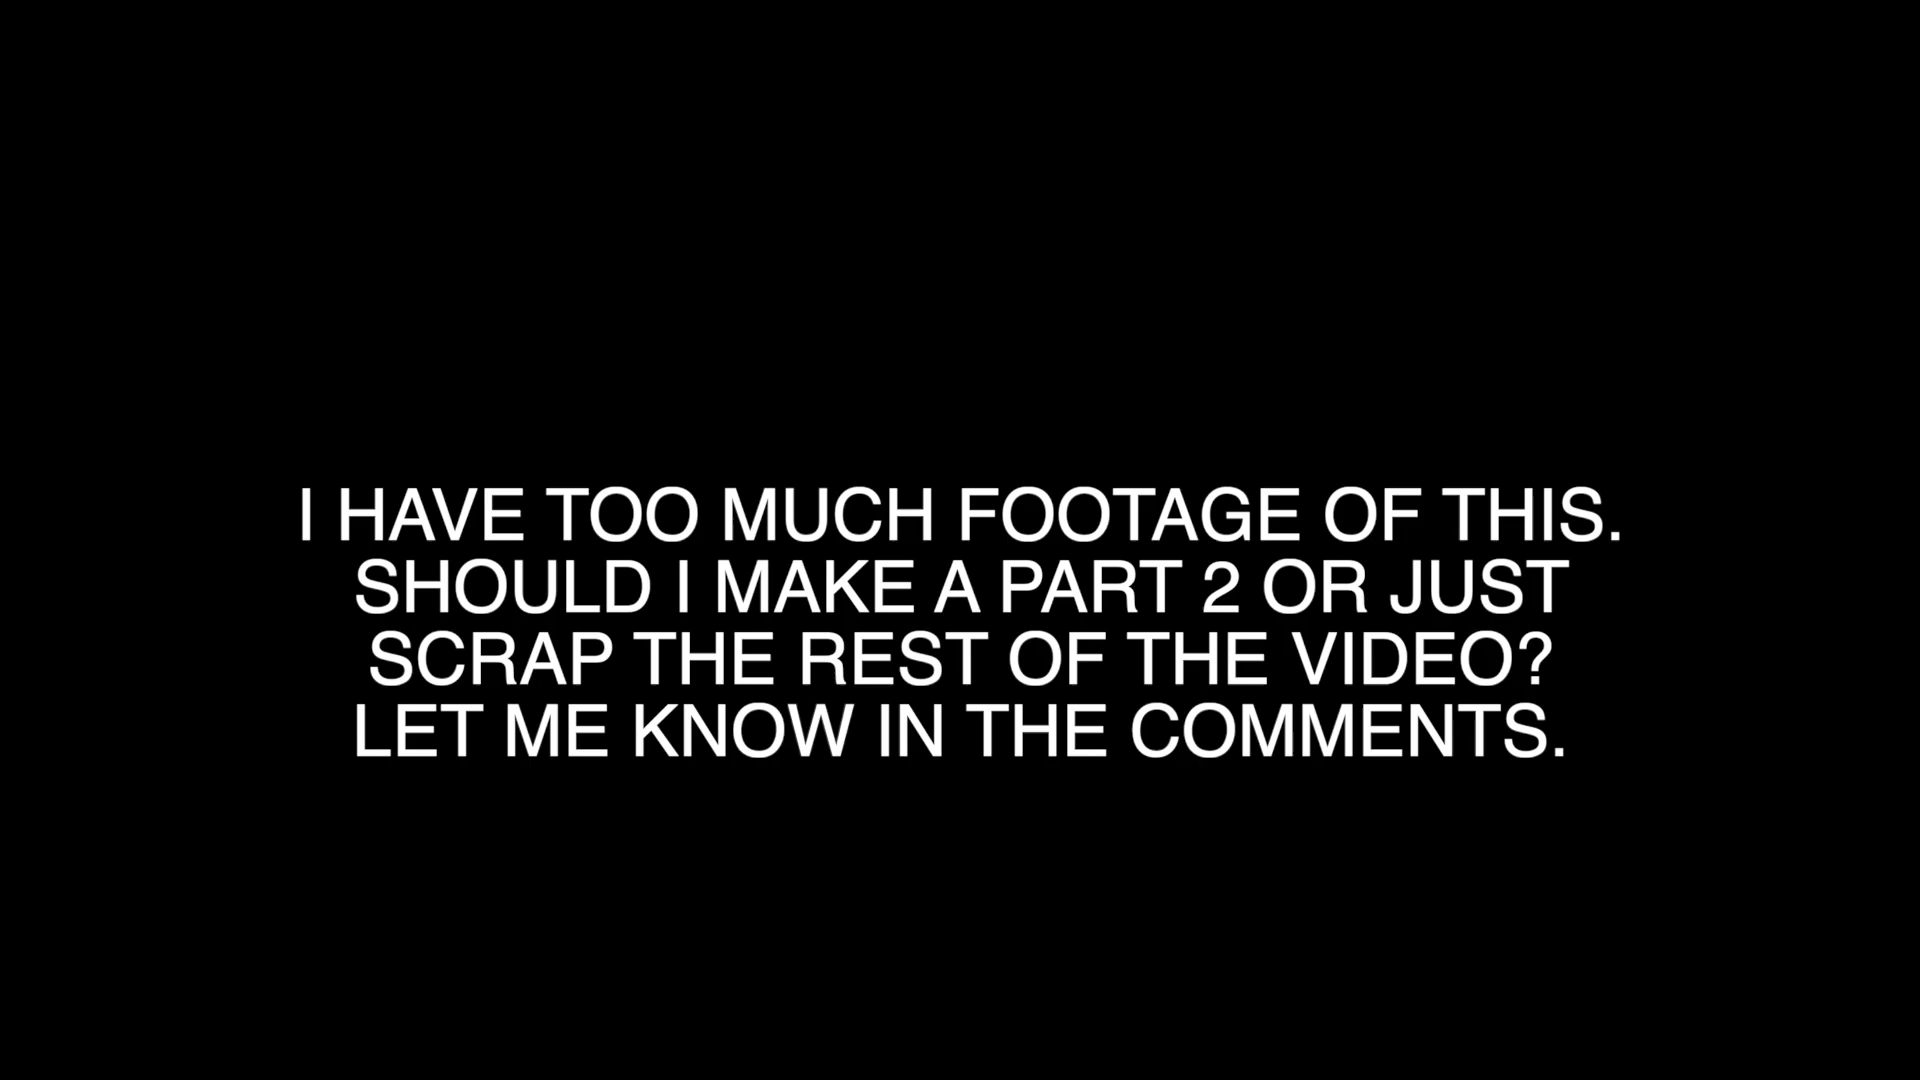 I HAVE TOO MUCH FOOTAGE OF THIS.
SHOULD I MAKE A PART 2 OR JUST
SCRAP THE REST OF THE VIDEO?
LET ME KNOW IN THE COMMENTS.